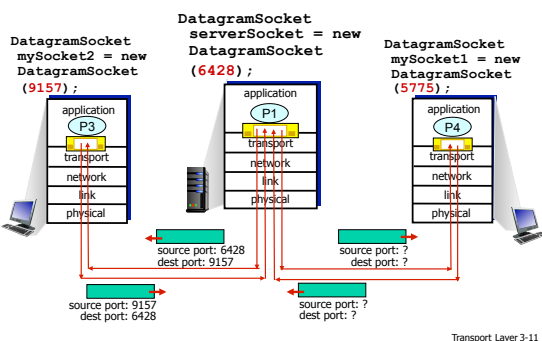 DatagramSocket
mySocket2 = new
DatagramSocket
(9157);
DatagramSocket
serverSocket = new
DatagramSocket
(6428);
DatagramSocket
mySocket1 = new
DatagramSocket
(5775);
application
P3
transport
network
link
physical
application
P1
transport
network
link
physical
application
P4
transport
network
link
physical
source port: 6428
dest port: 9157
source port: ?
dest port: ?
source port: 9157
dest port: 6428
source port: ?
dest port: ?
Transport Layer 3-11